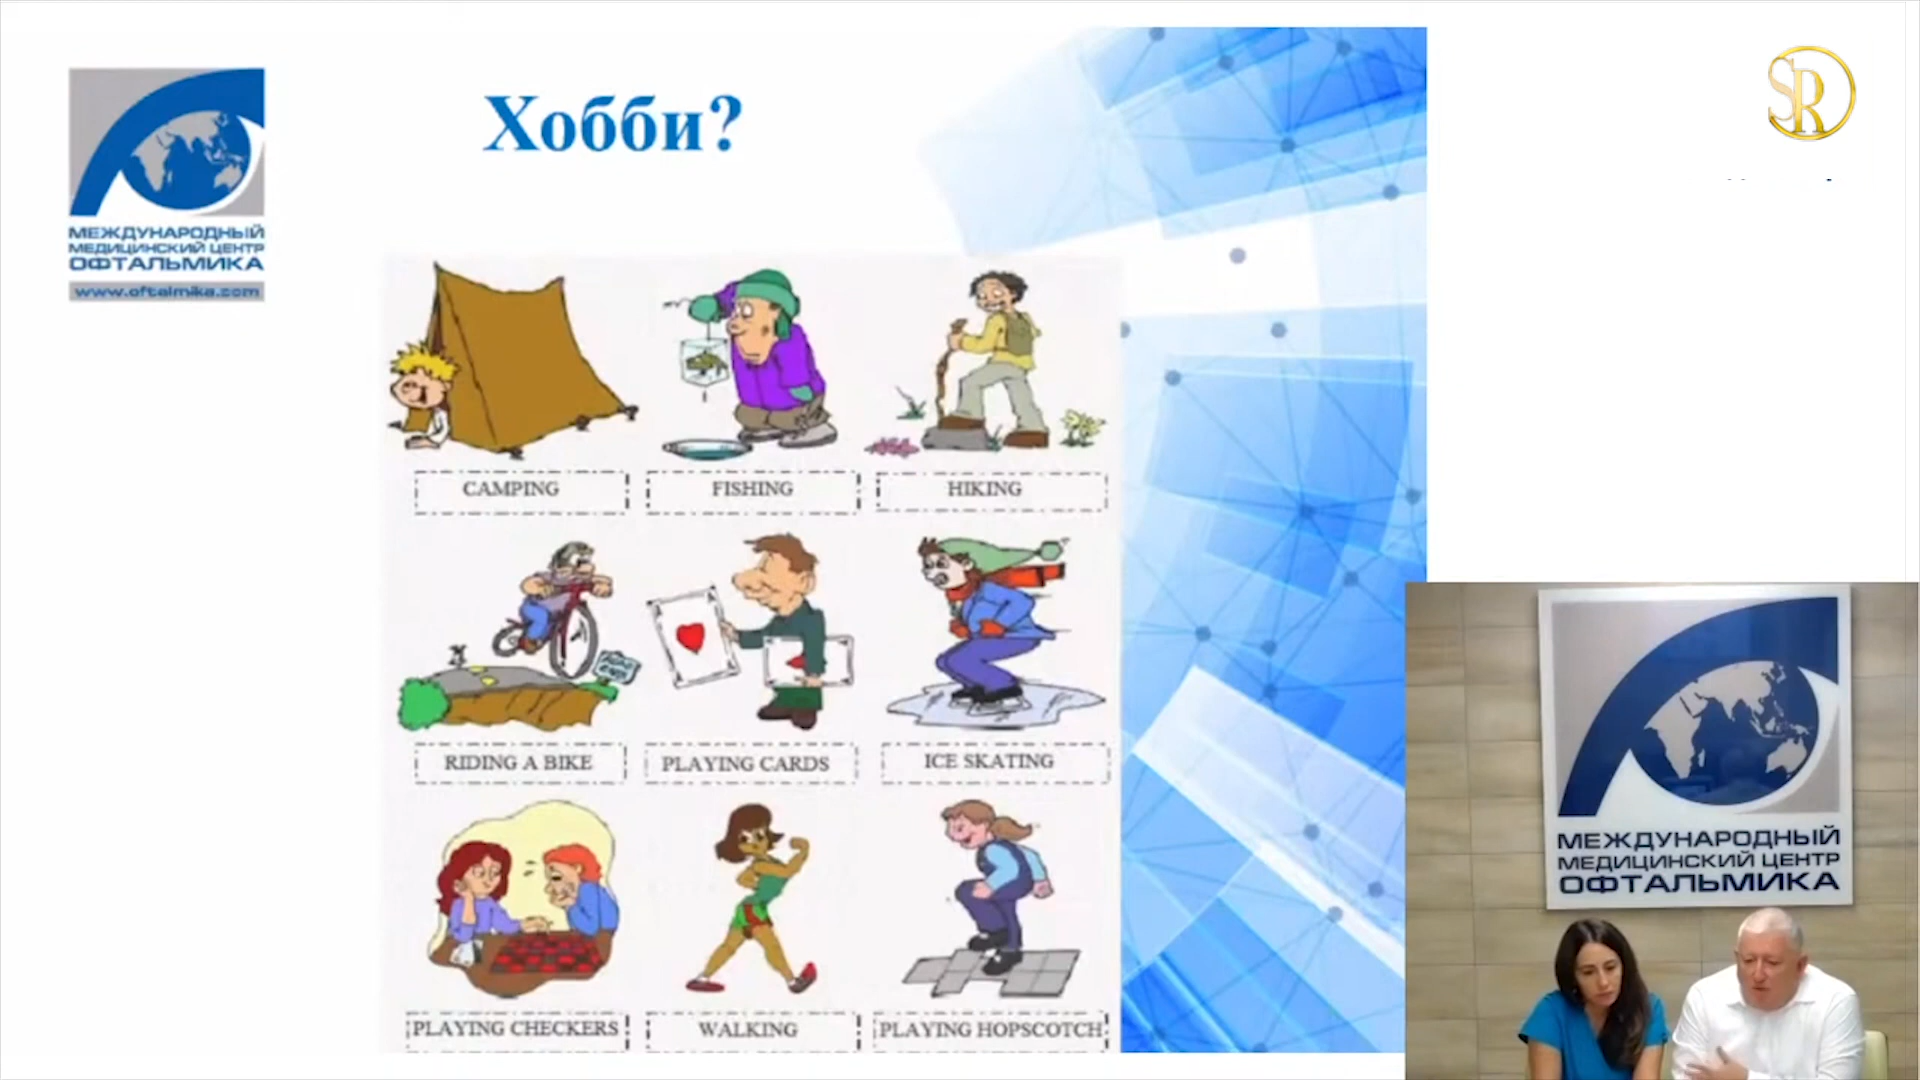 МЕЖДУНАРОДНЫЙ
МЕДИЦИНСКИЙ ЦЕНТР
ОФТАЛЬМИКА
www.oftalmika.com
Хобби?
SR
CAMPING
FISHING
HIKING
RIDING A BIKE
PLAYING CARDS
ICE SKATING
PLAYING CHECKERS
WALKING
PLAYING HOPSCOTCH
МЕЖДУНАРОДНЫЙ
МЕДИЦИНСКИЙ ЦЕНТР
ОФТАЛЬМИКА